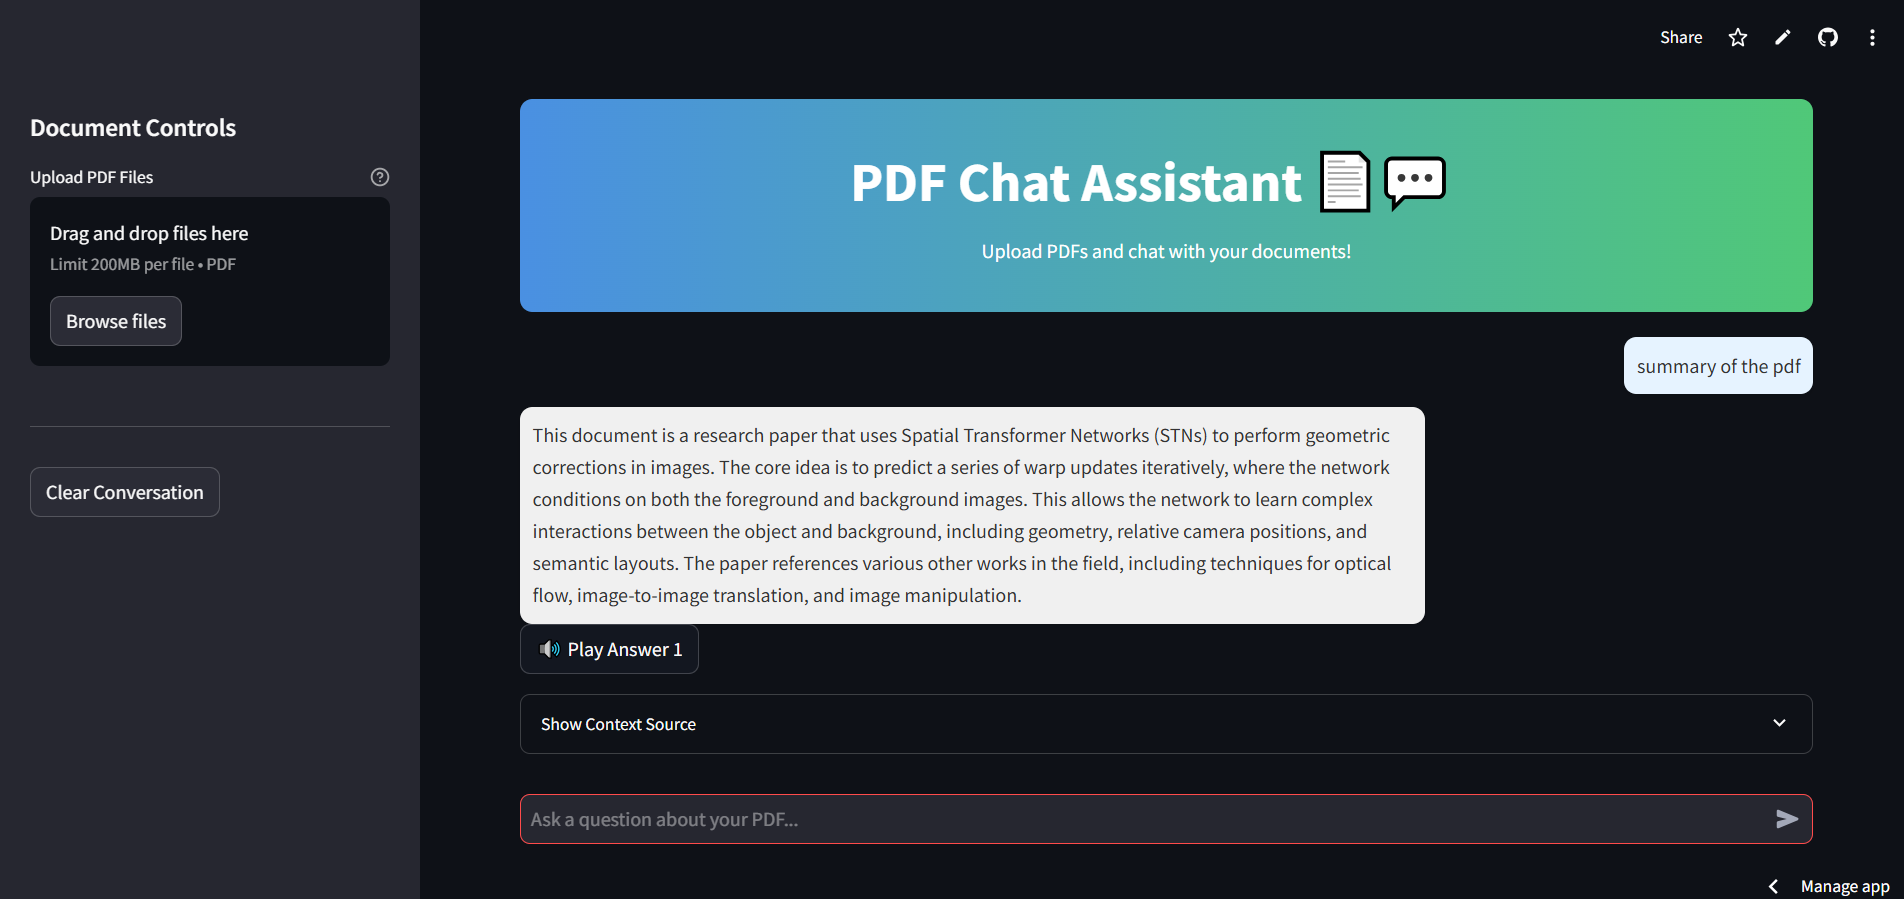 Share
Document Controls
Upload PDF Files
Drag and drop files here
Limit 200MB per file • PDF
Browse files
Clear Conversation
PDF Chat Assistant
Upload PDFs and chat with your documents!
summary of the pdf
This document is a research paper that uses Spatial Transformer Networks (STNs) to perform geometric
corrections in images. The core idea is to predict a series of warp updates iteratively, where the network
conditions on both the foreground and background images. This allows the network to learn complex
interactions between the object and background, including geometry, relative camera positions, and
semantic layouts. The paper references various other works in the field, including techniques for optical
flow, image-to-image translation, and image manipulation.
Play Answer 1
Show Context Source
Ask a question about your PDF...
Manage app